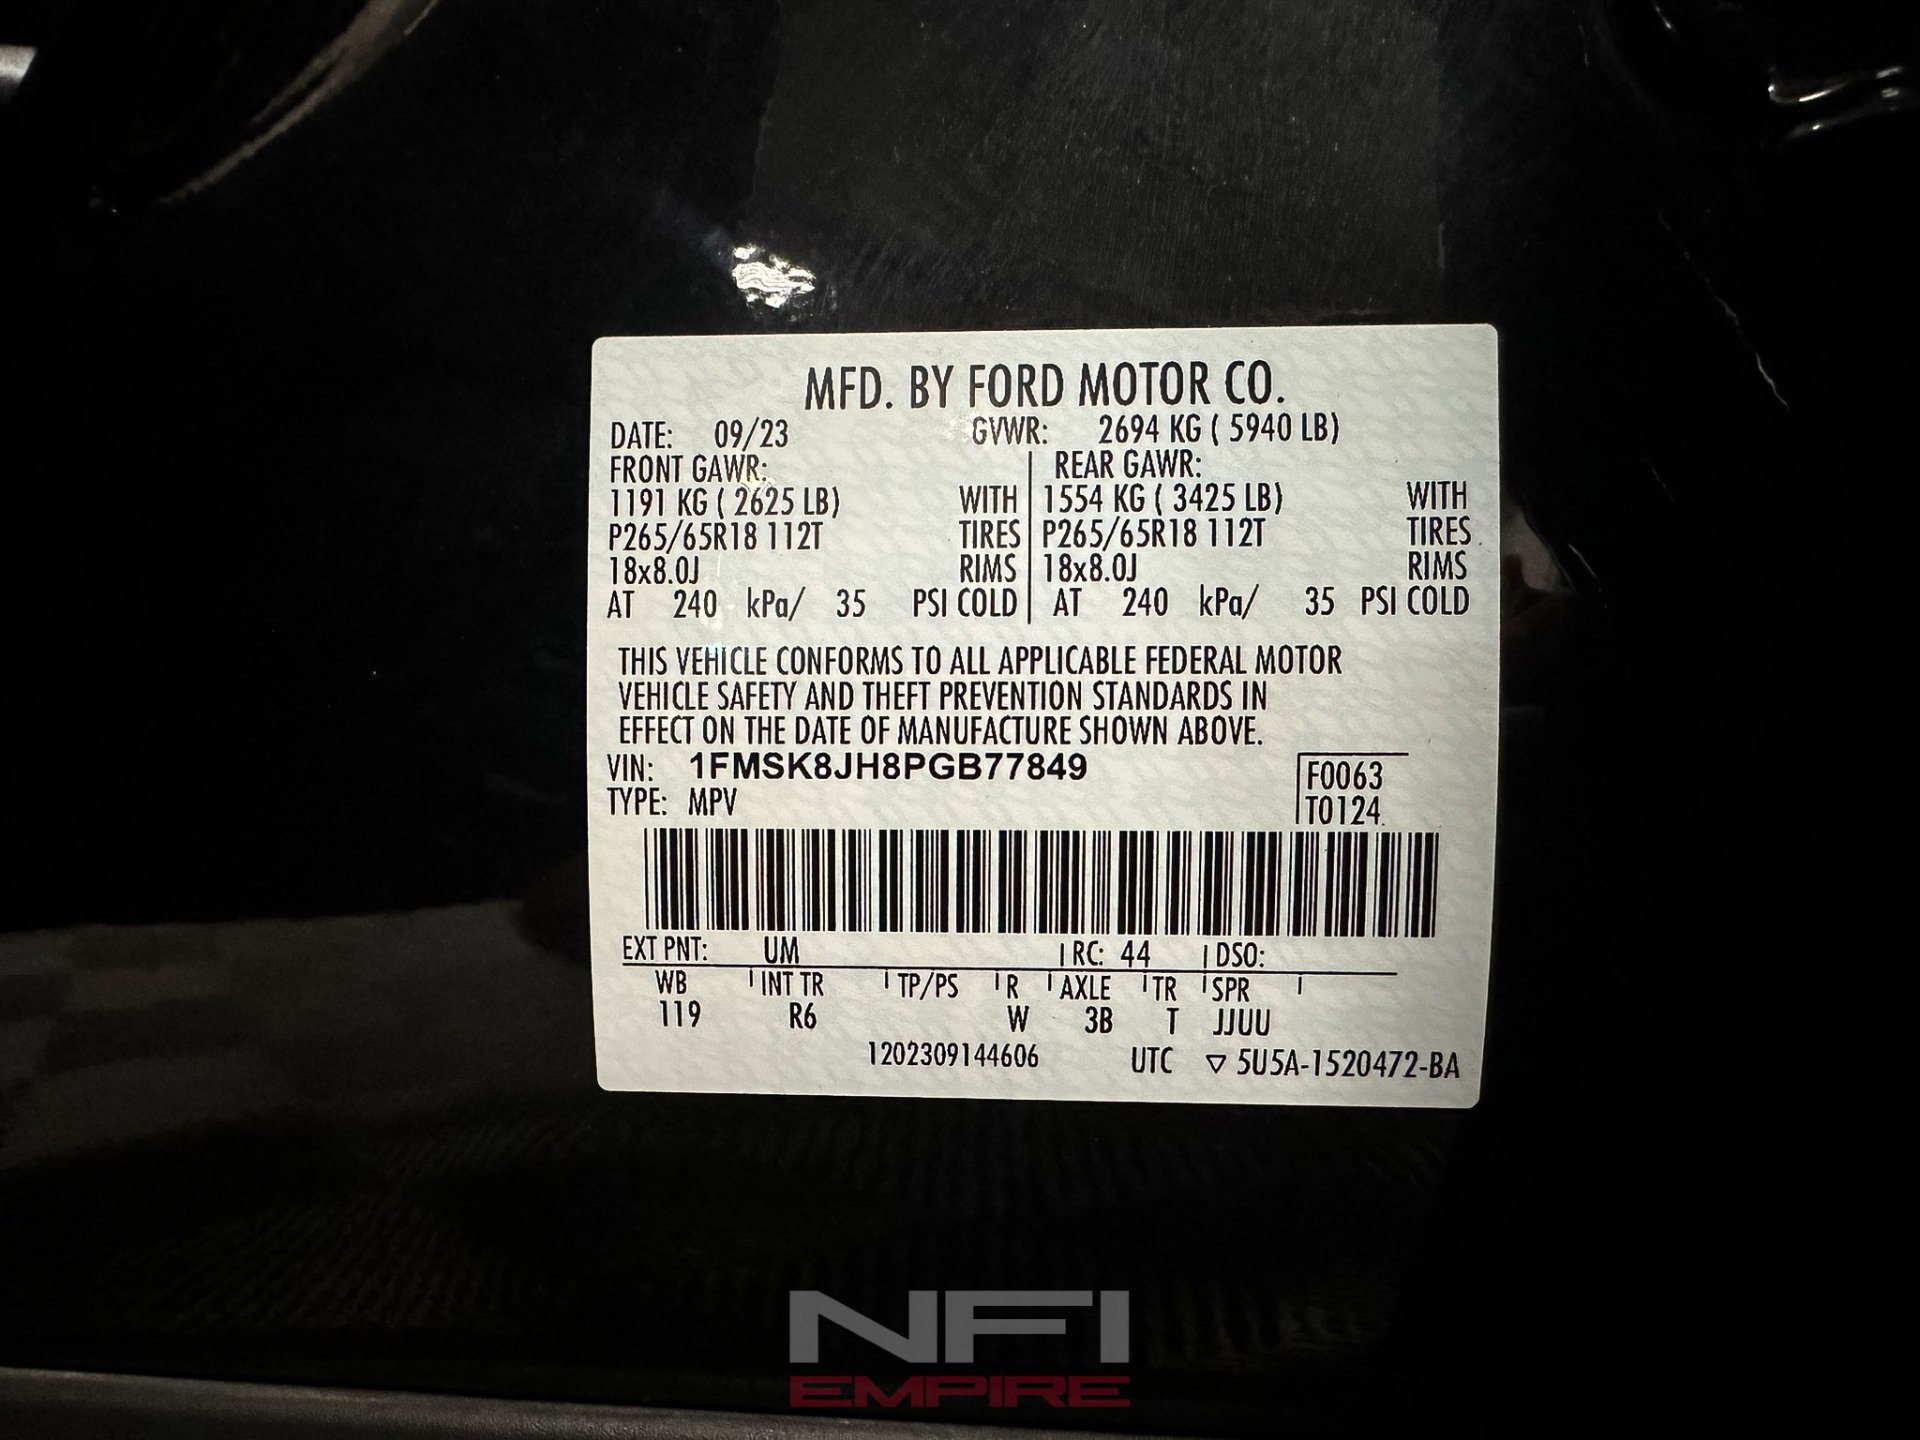 MFD. BY FORD MOTOR CO.
DATE: 09/23 GVWR: 2694 KG ( 5940 LB)
FRONT GAWR: REAR GAWR:
1191 KG ( 2625 LB) WITH 1554 KG ( 3425 LB) WITH
P265/65R18 112T TIRES P265/65R18 112T TIRES
18x8.0J RIMS 18x8.0J RIMS
AT 240 kPa/ 35 PSI COLD AT 240 kPa/ 35 PSI COLD
THIS VEHICLE CONFORMS TO ALL APPLICABLE FEDERAL MOTOR
VEHICLE SAFETY AND THEFT PREVENTION STANDARDS IN
EFFECT ON THE DATE OF MANUFACTURE SHOWN ABOVE.
VIN: 1FMSK8JH8PGB77849 F0063
TYPE: MPV T0124
EXT PNT: UM RC: 44 DSO:
WB INT TR TP/PS R AXLE TR SPR
119 R6 W 3B T JJUU
1202309144606 UTC ▽ 5U5A-1520472-BA
NFI
EMPIRE